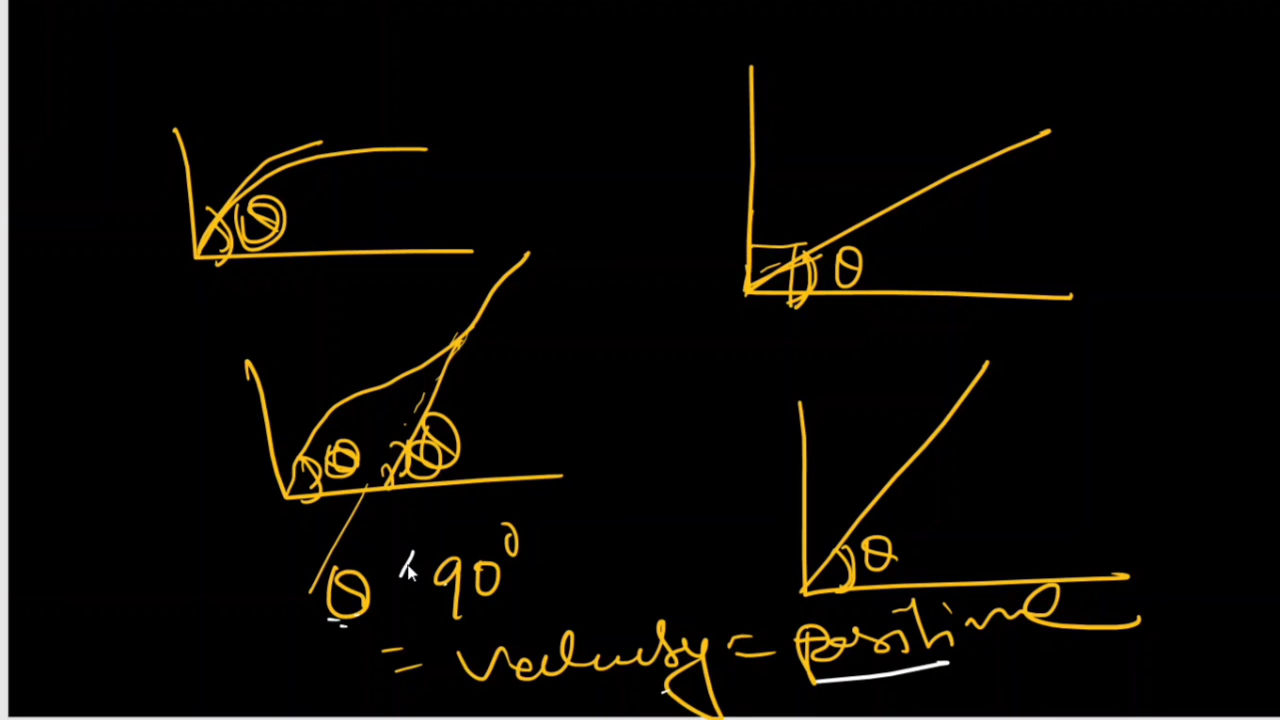 θ
θ
θ θ
θ
θ < 90°
= velocity = positive